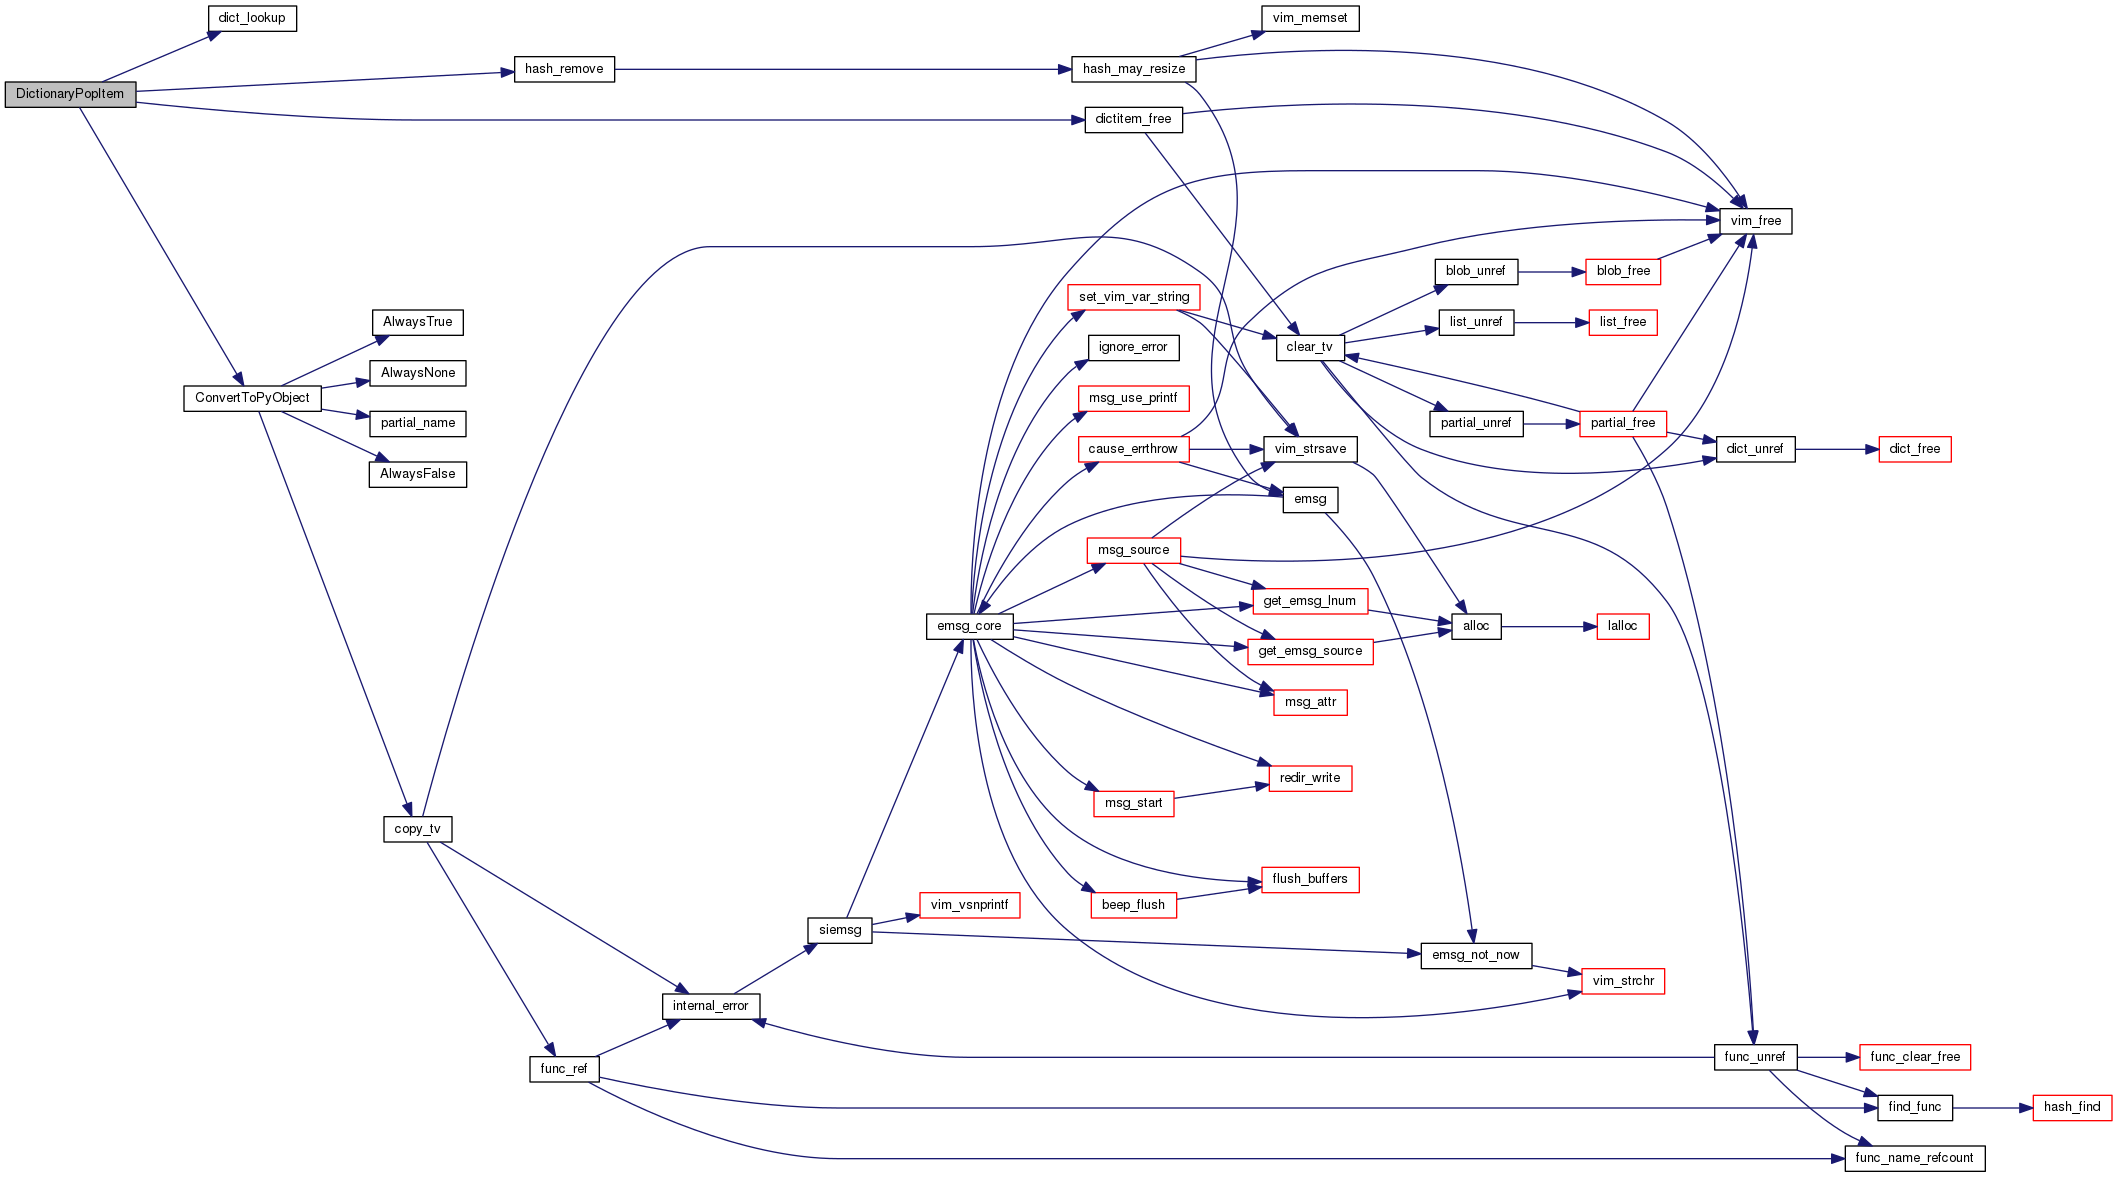 dict_lookup
vim_memset
hash_remove
hash_may_resize
DictionaryPopItem
dictitem_free
vim_free
blob_unref
blob_free
set_vim_var_string
AlwaysTrue
list_unref
list_free
ignore_error
clear_tv
AlwaysNone
ConvertToPyObject
msg_use_printf
partial_name
partial_unref
partial_free
cause_errthrow
vim_strsave
dict_unref
dict_free
AlwaysFalse
emsg
msg_source
get_emsg_lnum
emsg_core
alloc
lalloc
get_emsg_source
msg_attr
redir_write
msg_start
copy_tv
flush_buffers
vim_vsnprintf
beep_flush
siemsg
emsg_not_now
vim_strchr
internal_error
func_unref
func_clear_free
func_ref
find_func
hash_find
func_name_refcount